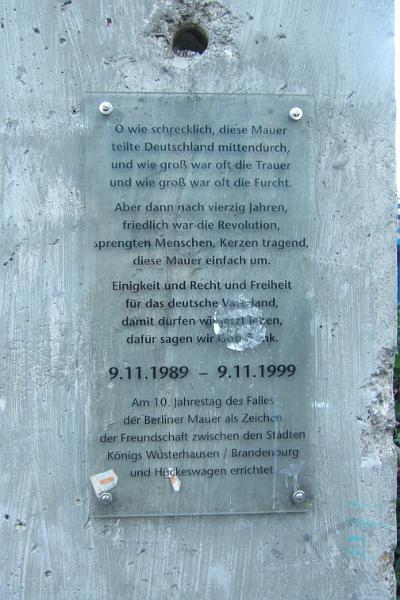 O wie schrecklich, diese Mauer
teilte Deutschland mittendurch,
und wie groß war oft die Trauer
und wie groß war oft die Furcht.
Aber dann nach vierzig Jahren,
friedlich war die Revolution,
sprengten Menschen, Kerzen tragend,
diese Mauer einfach um.
Einigkeit und Recht und Freiheit
für das deutsche Vaterland,
damit dürfen wir jetzt leben,
dafür sagen wir Gott Dank.
9.11.1989 – 9.11.1999
Am 10. Jahrestag des Falles
der Berliner Mauer als Zeichen
der Freundschaft zwischen den Städten
Königs Wusterhausen / Brandenburg
und Hückeswagen errichtet